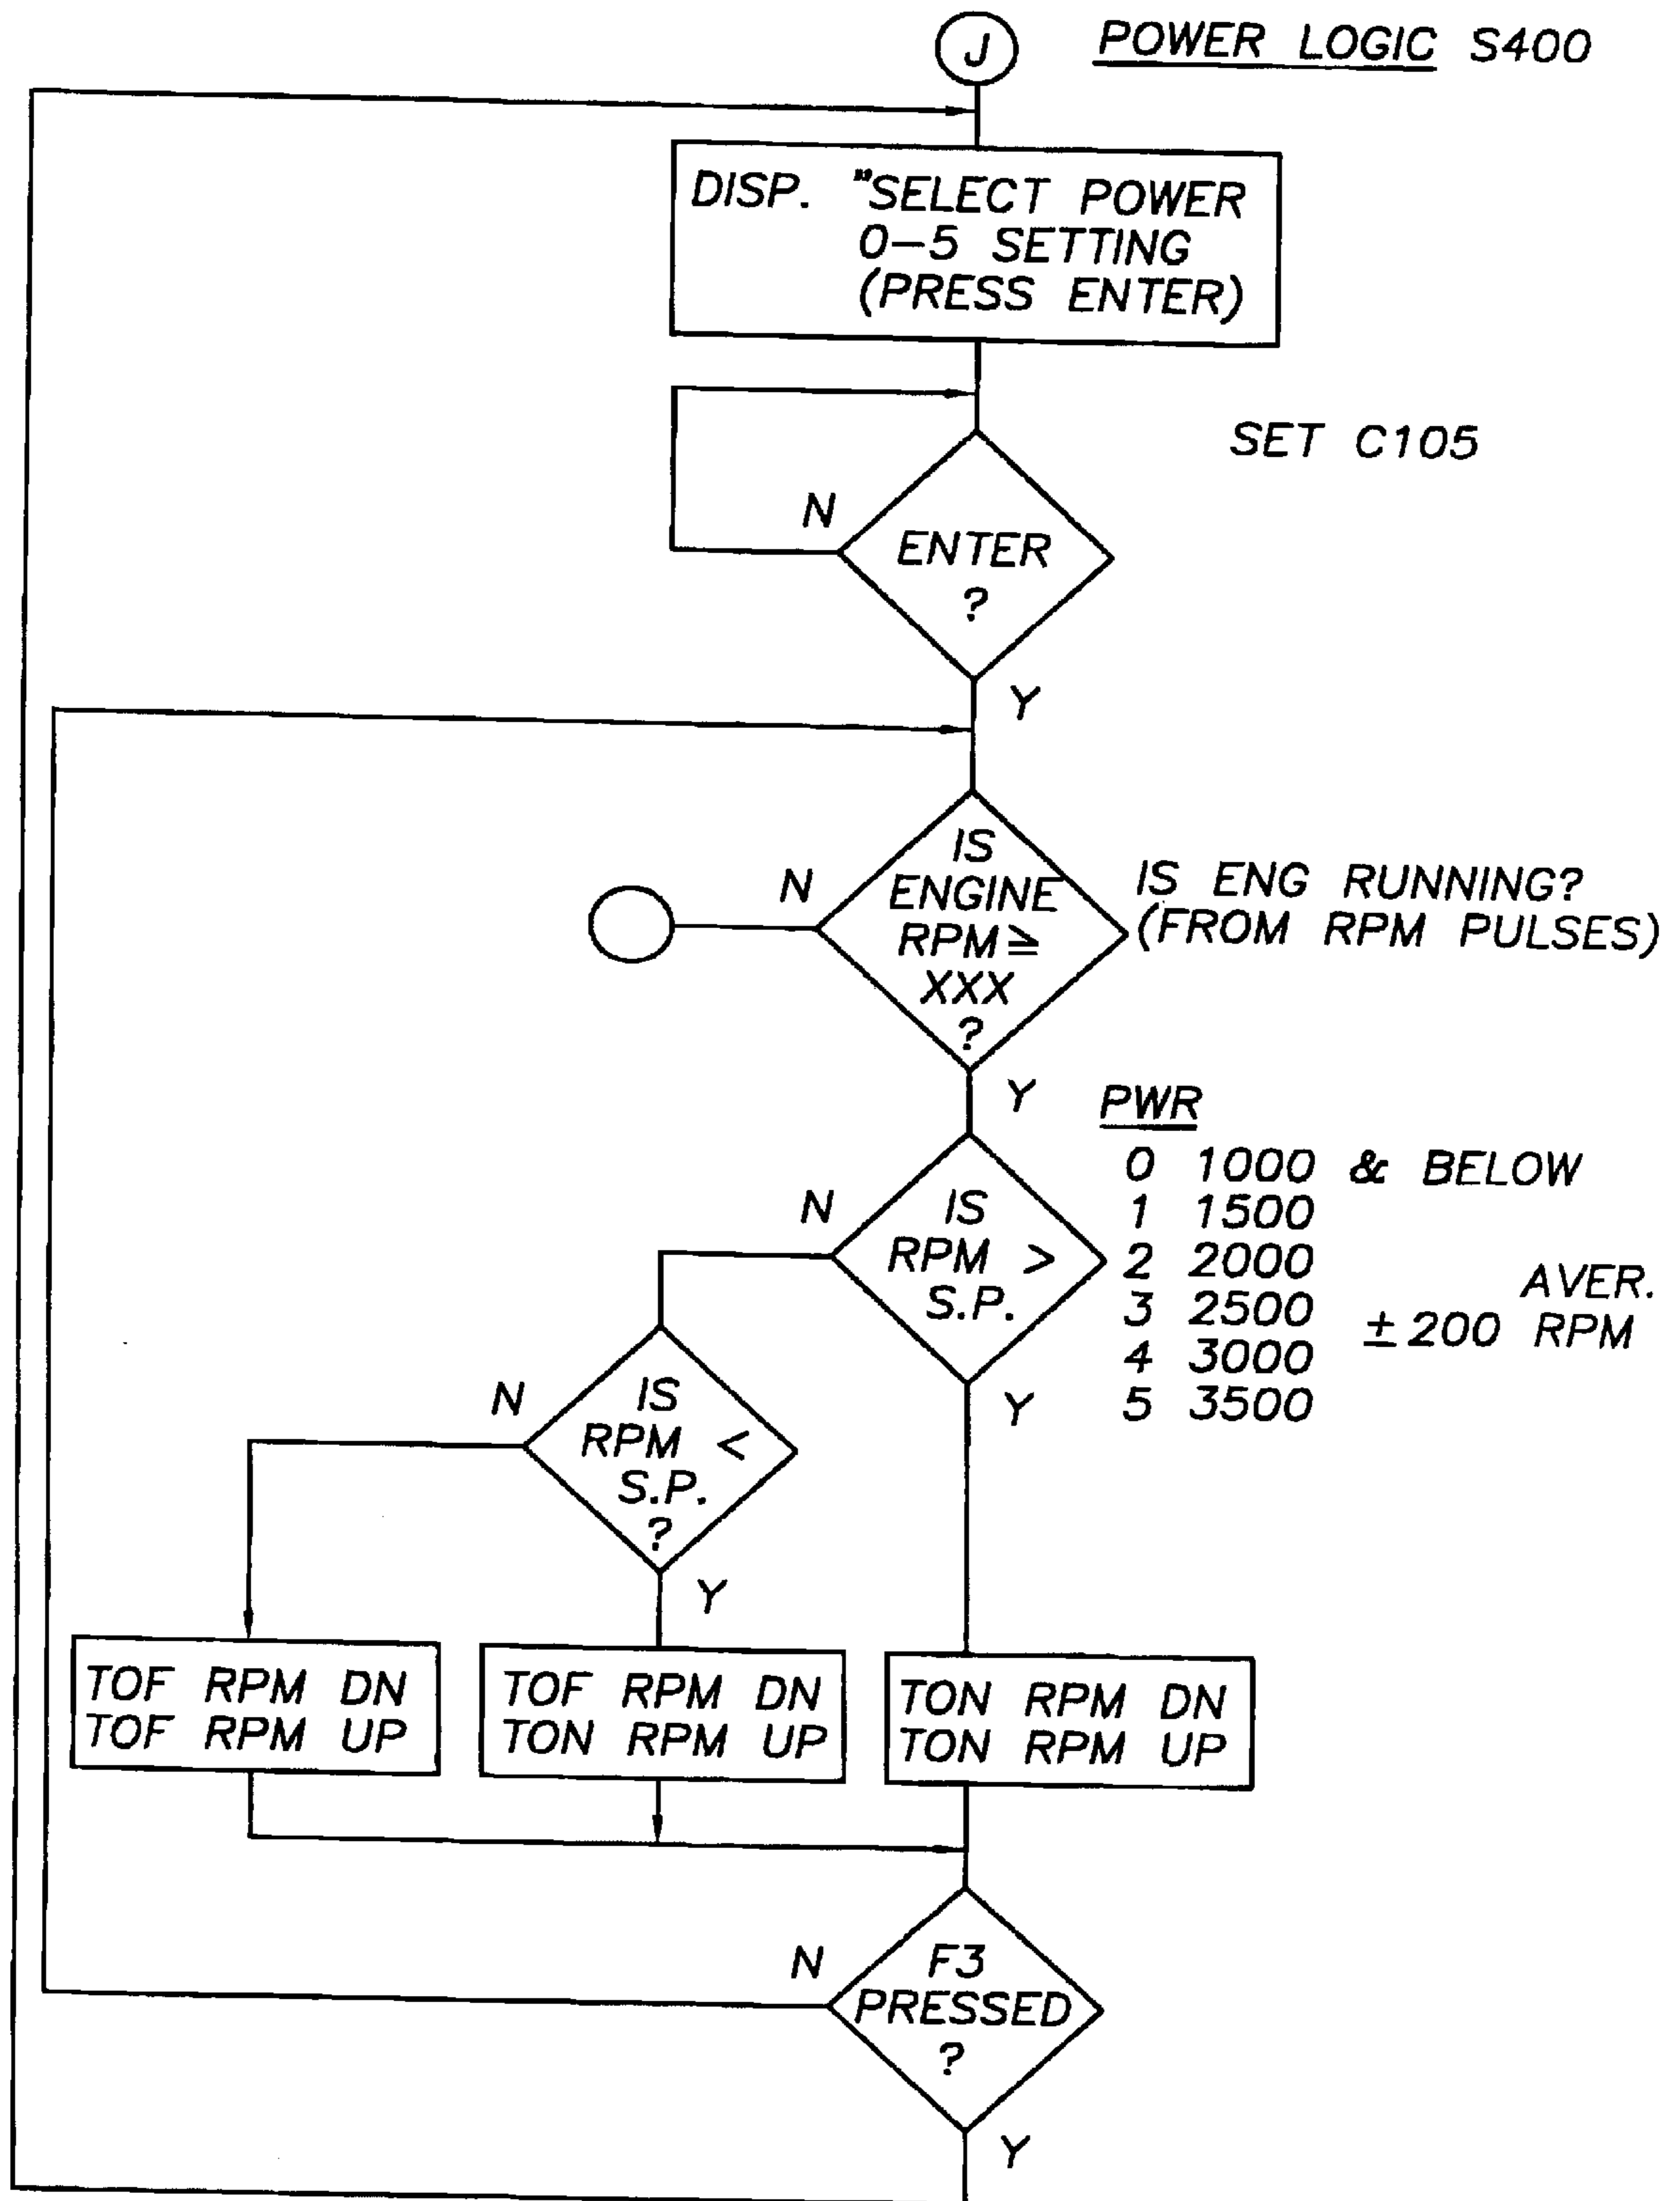 J
POWER LOGIC S400
DISP. "SELECT POWER
0-5 SETTING
(PRESS ENTER)
SET C105
N
ENTER
?
Y
IS
ENGINE
RPM≧
XXX
?
N
IS ENG RUNNING?
(FROM RPM PULSES)
Y
PWR
0 1000 & BELOW
1 1500
2 2000
3 2500
4 3000
5 3500
AVER.
±200 RPM
N
IS
RPM >
S.P.
Y
N
IS
RPM <
S.P.
?
Y
TOF RPM DN
TOF RPM UP
TOF RPM DN
TON RPM UP
TON RPM DN
TON RPM UP
N
F3
PRESSED
?
Y